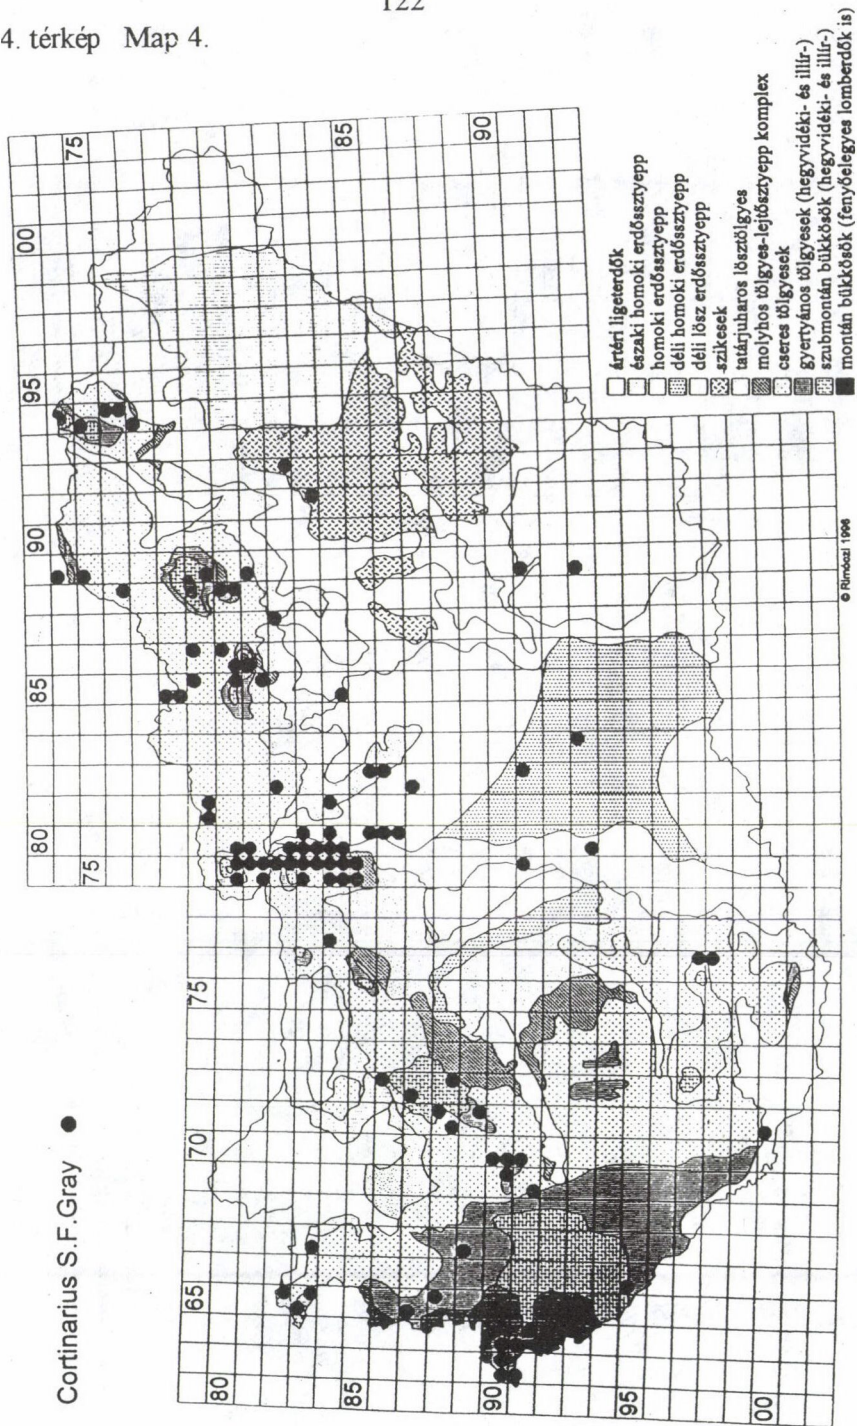 122
4. térkép Map 4.
Cortinarius S.F.Gray
80
85
90
95
00
75
75
85
90
65
70
75
80
85
90
95
00
ártéri ligeterdők
északi homoki erdőssztyepp
homoki erdőssztyepp
déli homoki erdőssztyepp
déli lösz erdőssztyepp
szikesek
tatárjuharos lösztölgyes
molyhos tölgyes-lejtősztyepp komplex
cseres tölgyesek
gyertyános tölgyesek (hegyvidéki- és illír-)
szubmontán bükkösök (hegyvidéki- és illír-)
montán bükkösök (fenyőelegyes lomberdők is)
© Rimóczi 1996